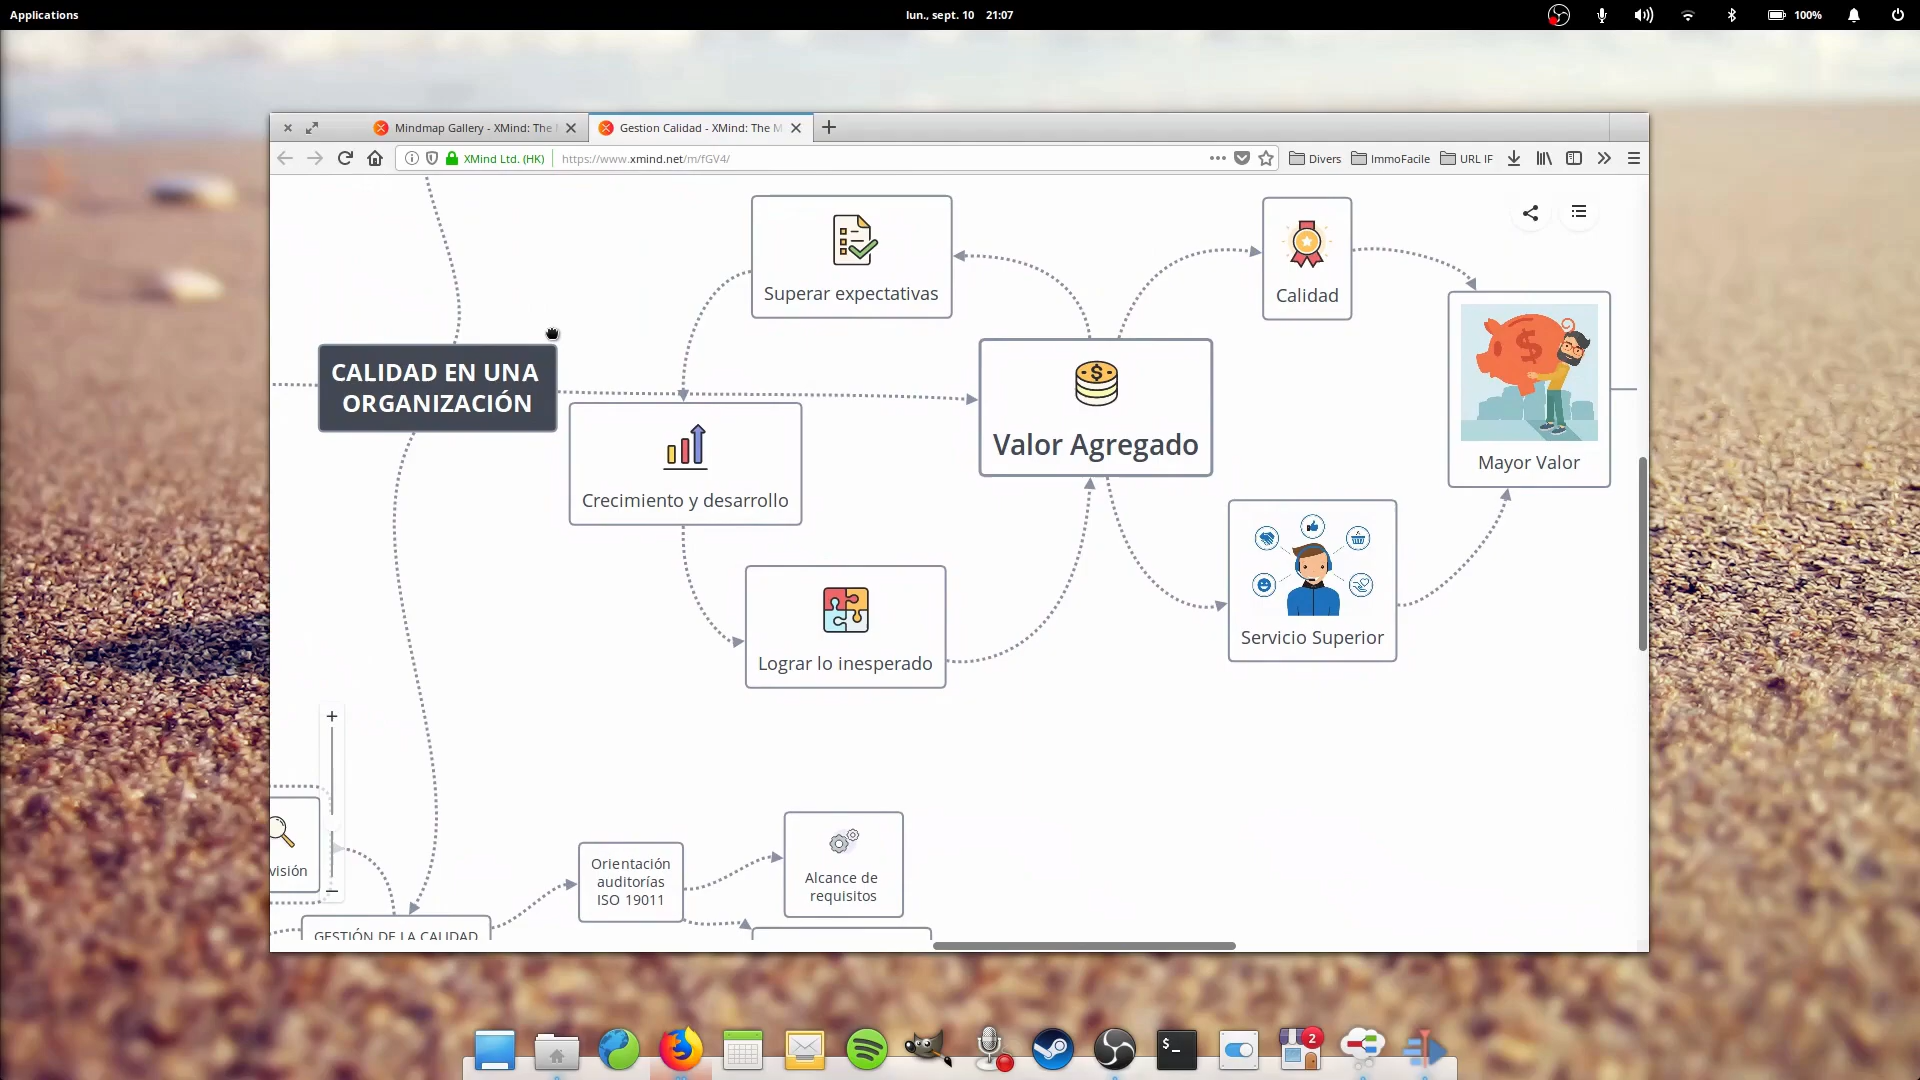 Applications
lun., sept. 10 21:07
100%
Mindmap Gallery - XMind: The
Gestion Calidad - XMind: The M
XMind Ltd. (HK)
https://www.xmind.net/m/fGV4/
Divers
ImmoFacile
URL IF
Superar expectativas
Calidad
CALIDAD EN UNA
ORGANIZACIÓN
Valor Agregado
Mayor Valor
Crecimiento y desarrollo
Servicio Superior
Lograr lo inesperado
visión
Orientación
auditorías
ISO 19011
Alcance de
requisitos
GESTIÓN DE LA CALIDAD
2